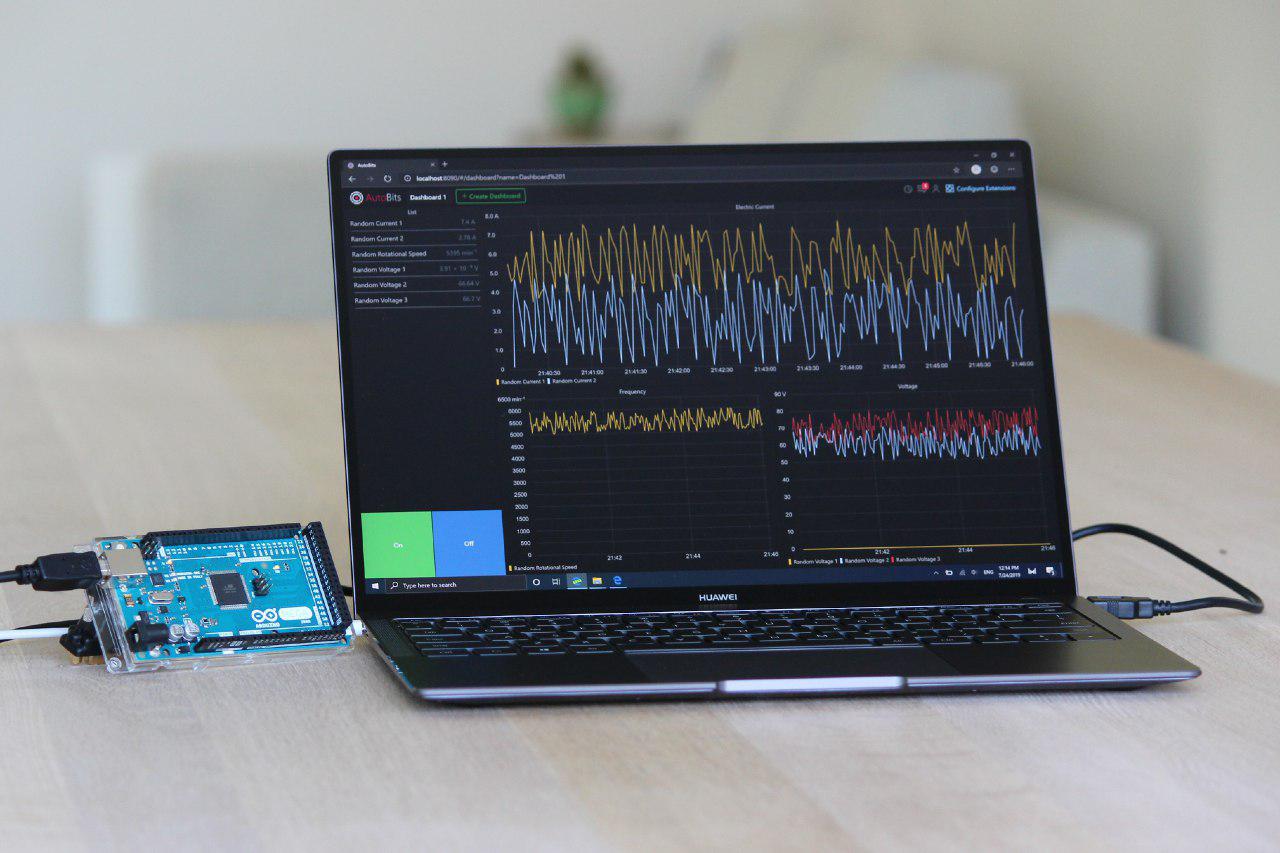 AutoBits
localhost:8090/#/dashboard?name=Dashboard%201
AutoBits Dashboard 1 + Create Dashboard
Configure Extensions
List
Random Current 1 7.4 A
Random Current 2 2.78 A
Random Rotational Speed 5395 min⁻¹
Random Voltage 1
Random Voltage 2 66.64 V
Random Voltage 3 66.7 V
On
Off
Electric Current
8.0 A
7.0
6.0
5.0
4.0
3.0
2.0
1.0
0
21:40:30 21:41:00 21:41:30 21:42:00 21:42:30 21:43:00 21:43:30 21:44:00 21:44:30 21:45:00 21:45:30 21:46:00
Random Current 1 Random Current 2
Frequency
6500 min⁻¹
6000
5500
5000
4500
4000
3500
3000
2500
2000
1500
1000
500
0
21:42 21:44 21:46
Random Rotational Speed
Voltage
90 V
80
70
60
50
40
30
20
10
0
21:42 21:44 21:46
Random Voltage 1 Random Voltage 2 Random Voltage 3
Type here to search
ENG
12:14 PM
7/24/2019
HUAWEI
ARDUINO